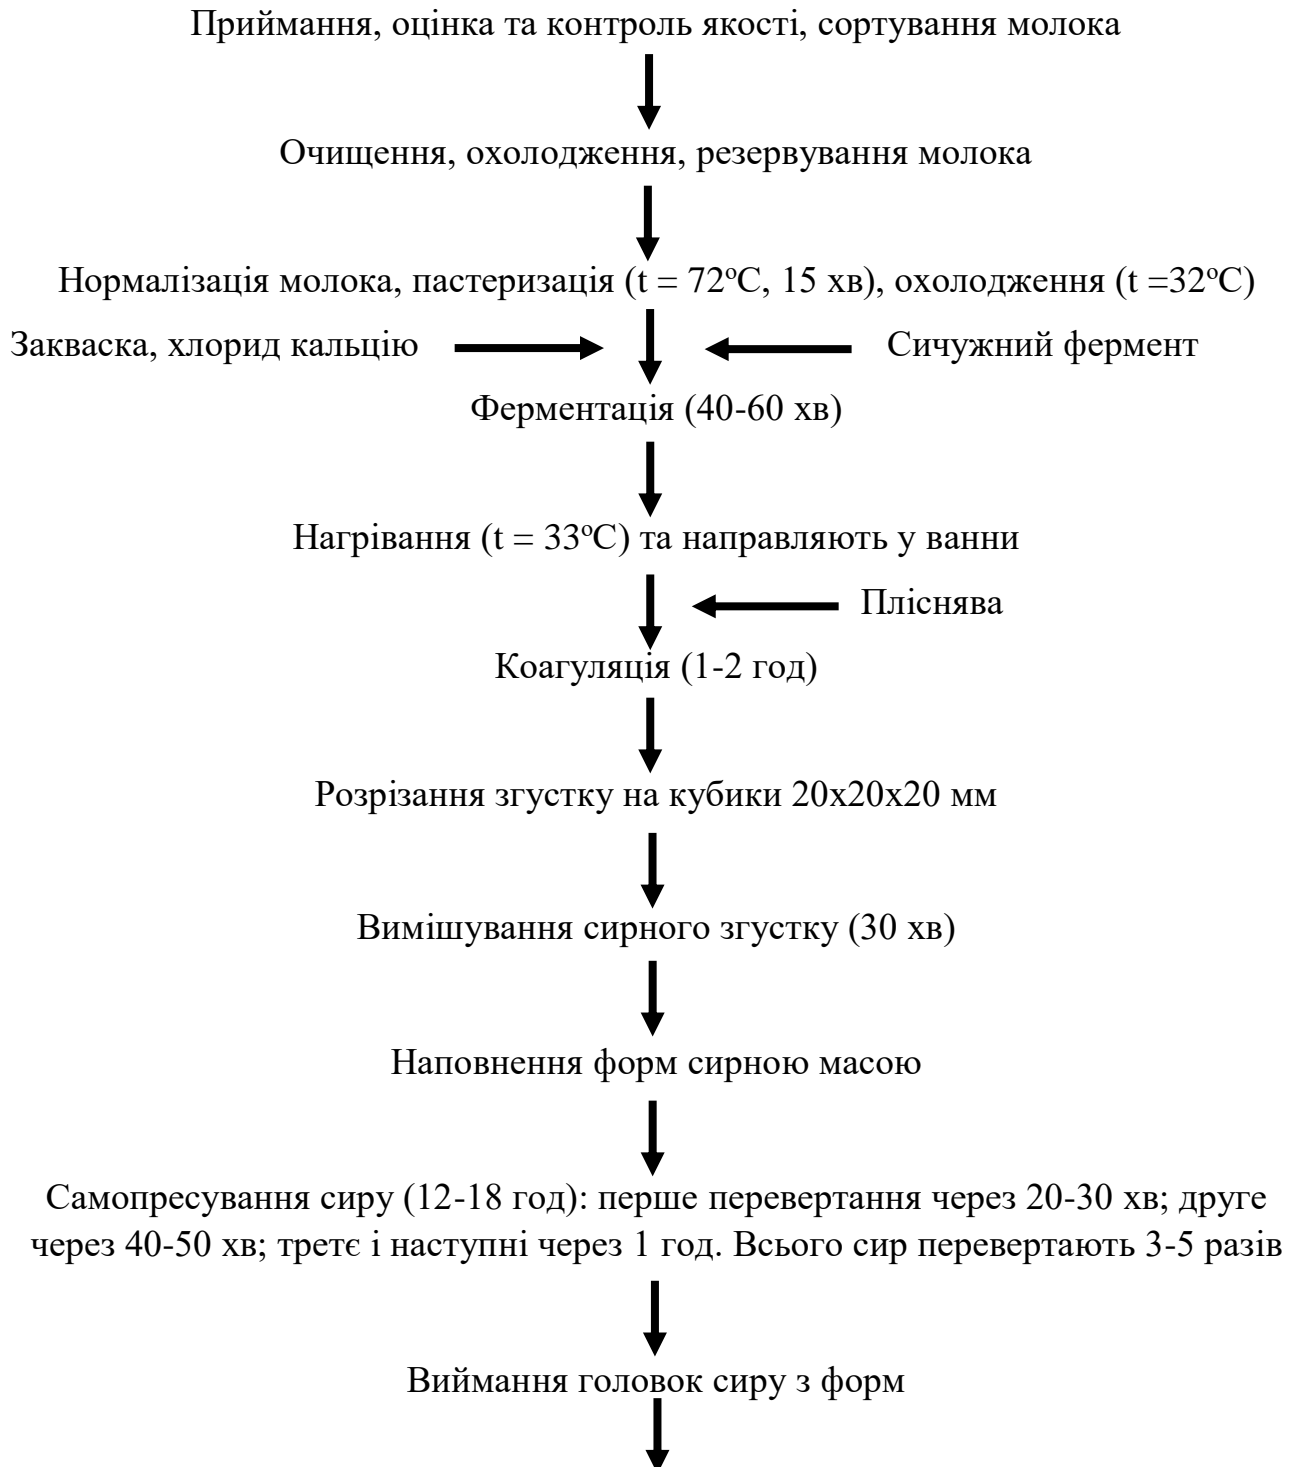 Приймання, оцінка та контроль якості, сортування молока
Очищення, охолодження, резервування молока
Нормалізація молока, пастеризація (t = 72ºС, 15 хв), охолодження (t =32ºС)
Закваска, хлорид кальцію
Сичужний фермент
Ферментація (40-60 хв)
Нагрівання (t = 33ºС) та направляють у ванни
Пліснява
Коагуляція (1-2 год)
Розрізання згустку на кубики 20х20х20 мм
Вимішування сирного згустку (30 хв)
Наповнення форм сирною масою
Самопресування сиру (12-18 год): перше перевертання через 20-30 хв; друге
через 40-50 хв; третє і наступні через 1 год. Всього сир перевертають 3-5 разів
Виймання головок сиру з форм